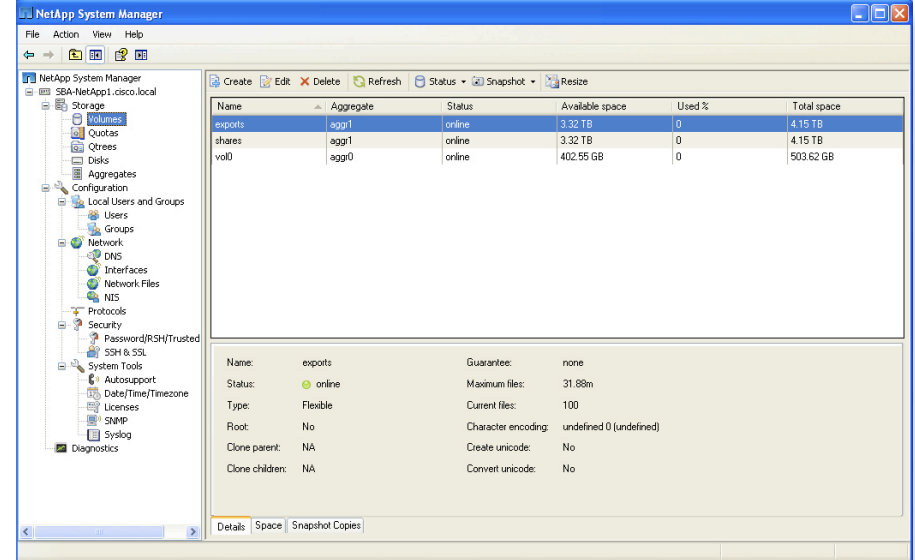 NetApp System Manager
File Action View Help
NetApp System Manager
SBA-NetApp1.cisco.local
Storage
Volumes
Quotas
Qtrees
Disks
Aggregates
Configuration
Local Users and Groups
Users
Groups
Network
DNS
Interfaces
Network Files
NIS
Protocols
Security
Password/RSH/Trusted
SSH & SSL
System Tools
Autosupport
Date/Time/Timezone
Licenses
SNMP
Syslog
Diagnostics
Create Edit Delete Refresh Status Snapshot Resize
Name Aggregate Status Available space Used % Total space
exports aggr1 online 3.32 TB 0 4.15 TB
shares aggr1 online 3.32 TB 0 4.15 TB
vol0 aggr0 online 402.55 GB 0 503.62 GB
Name: exports Guarantee: none
Status: online Maximum files: 31.88m
Type: Flexible Current files: 100
Root: No Character encoding: undefined 0 (undefined)
Clone parent: NA Create unicode: No
Clone children: NA Convert unicode: No
Details Space Snapshot Copies